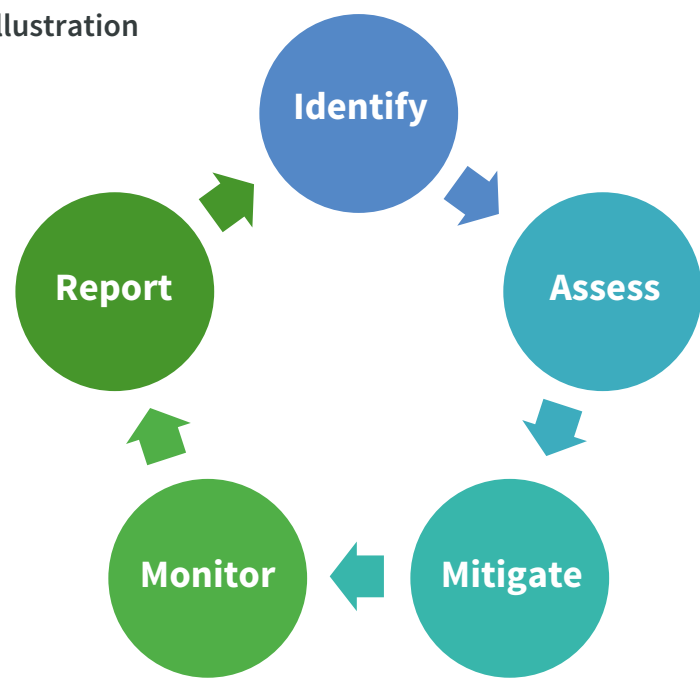 llustration
Identify
Assess
Mitigate
Monitor
Report